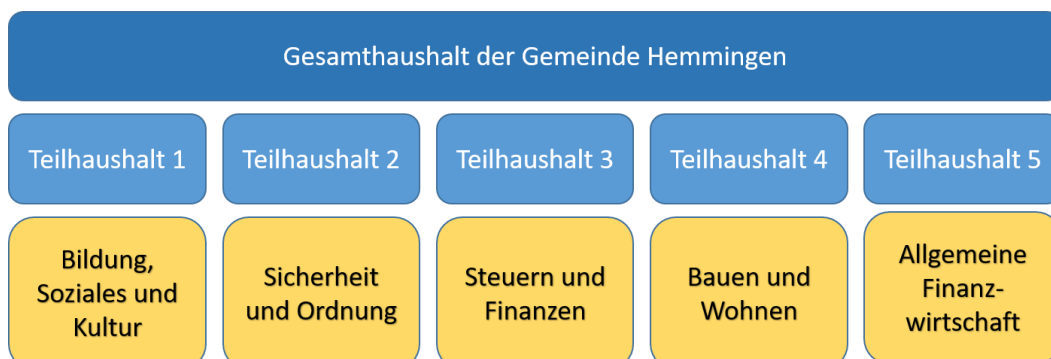 Gesamthaushalt der Gemeinde Hemmingen
Teilhaushalt 1
Teilhaushalt 2
Teilhaushalt 3
Teilhaushalt 4
Teilhaushalt 5
Bildung,
Soziales und
Kultur
Sicherheit
und Ordnung
Steuern und
Finanzen
Bauen und
Wohnen
Allgemeine
Finanz-
wirtschaft